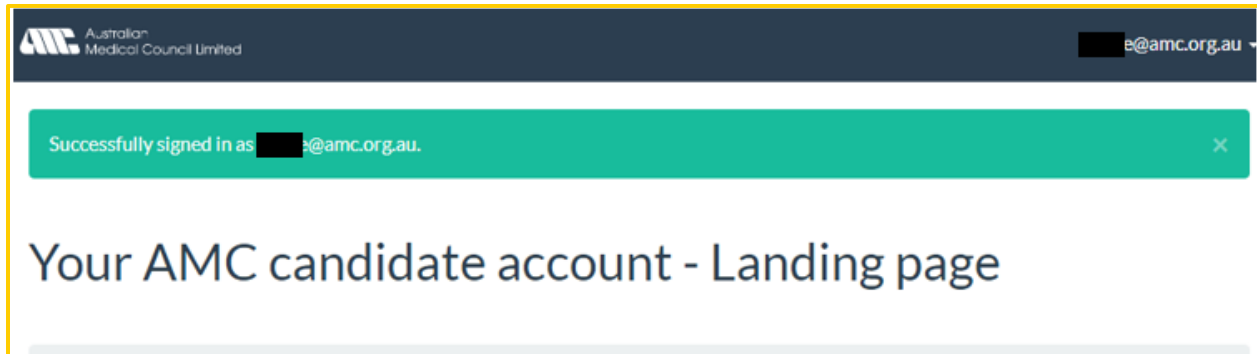 Australian
Medical Council Limited
e@amc.org.au
Successfully signed in as e@amc.org.au.
Your AMC candidate account - Landing page